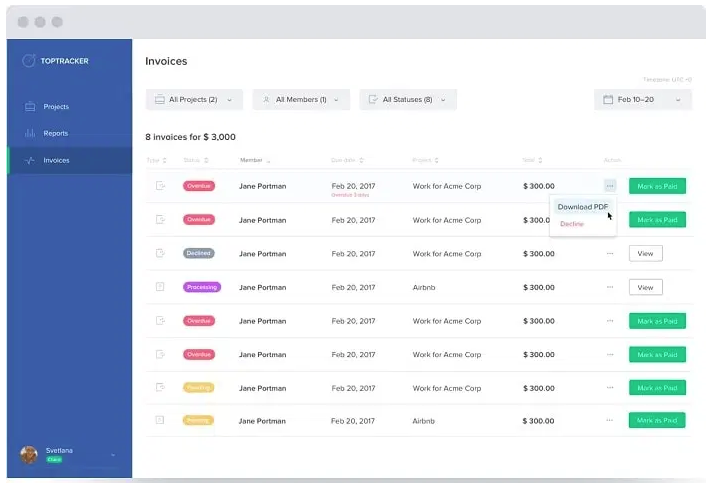 TOPTRACKER
Projects
Reports
Invoices
Svetlana
Invoices
All Projects (2)
All Members (1)
All Statuses (8)
Feb 10–20
8 invoices for $ 3,000
Type Status Member Due date Project Total Action
Overdue Jane Portman Feb 20, 2017 Work for Acme Corp $ 300.00 ... Mark as Paid
Download PDF
Decline
Overdue Jane Portman Feb 20, 2017 Work for Acme Corp $ 300.00 Mark as Paid
Declined Jane Portman Feb 20, 2017 Work for Acme Corp $ 300.00 ... View
Processing Jane Portman Feb 20, 2017 Airbnb $ 300.00 ... View
Overdue Jane Portman Feb 20, 2017 Work for Acme Corp $ 300.00 ... Mark as Paid
Overdue Jane Portman Feb 20, 2017 Work for Acme Corp $ 300.00 ... Mark as Paid
Pending Jane Portman Feb 20, 2017 Work for Acme Corp $ 300.00 ... Mark as Paid
Pending Jane Portman Feb 20, 2017 Airbnb $ 300.00 ... Mark as Paid